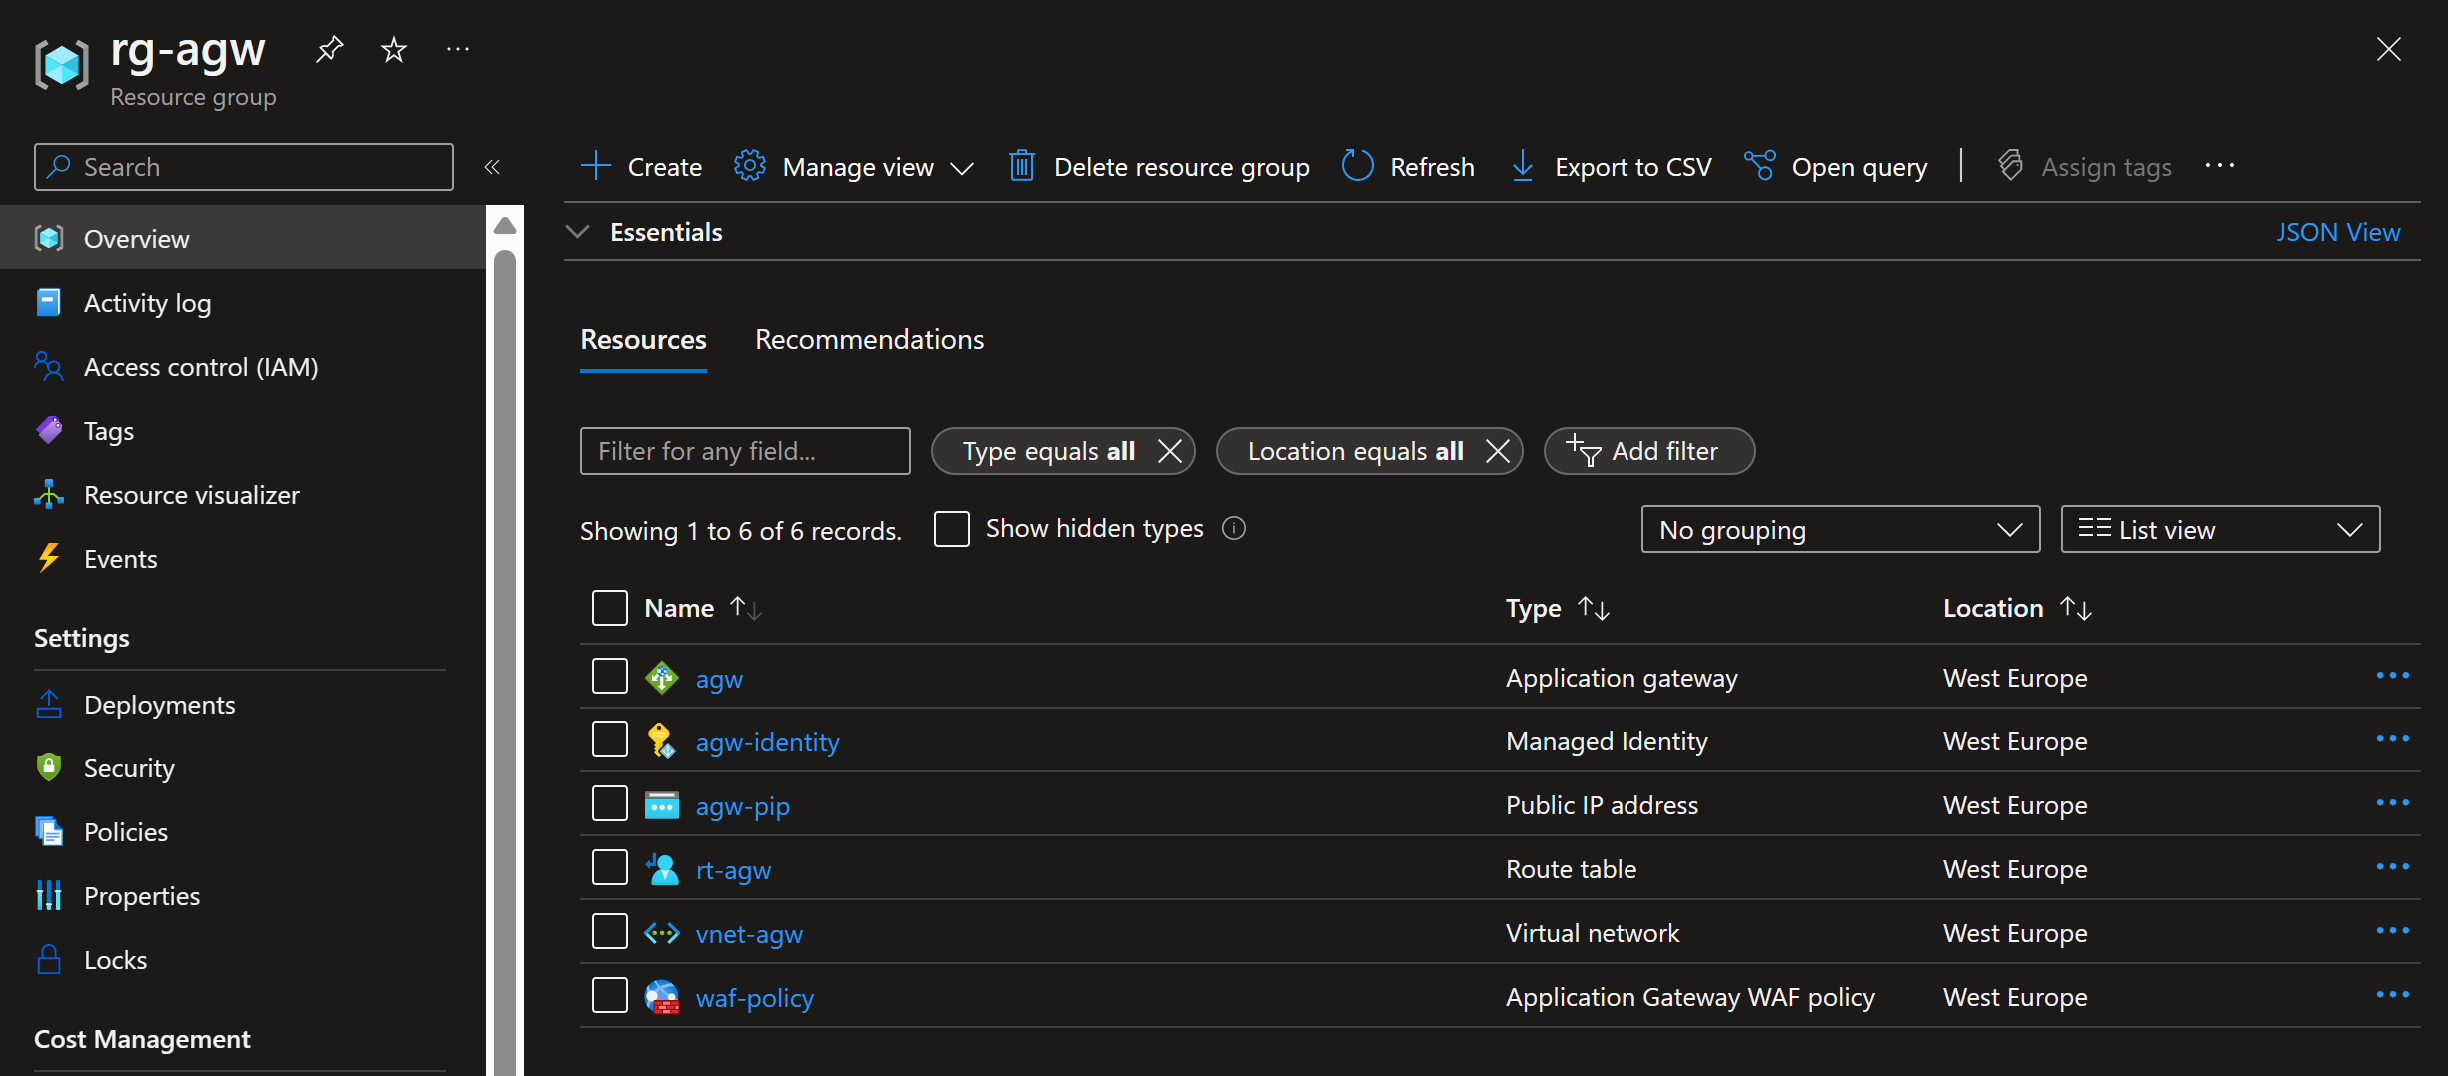 rg-agw
Resource group
Search
Overview
Activity log
Access control (IAM)
Tags
Resource visualizer
Events
Settings
Deployments
Security
Policies
Properties
Locks
Cost Management
Create
Manage view
Delete resource group
Refresh
Export to CSV
Open query
Assign tags
Essentials
JSON View
Resources
Recommendations
Filter for any field...
Type equals all
Location equals all
Add filter
Showing 1 to 6 of 6 records.
Show hidden types
No grouping
List view
Name Type Location
agw Application gateway West Europe
agw-identity Managed Identity West Europe
agw-pip Public IP address West Europe
rt-agw Route table West Europe
vnet-agw Virtual network West Europe
waf-policy Application Gateway WAF policy West Europe